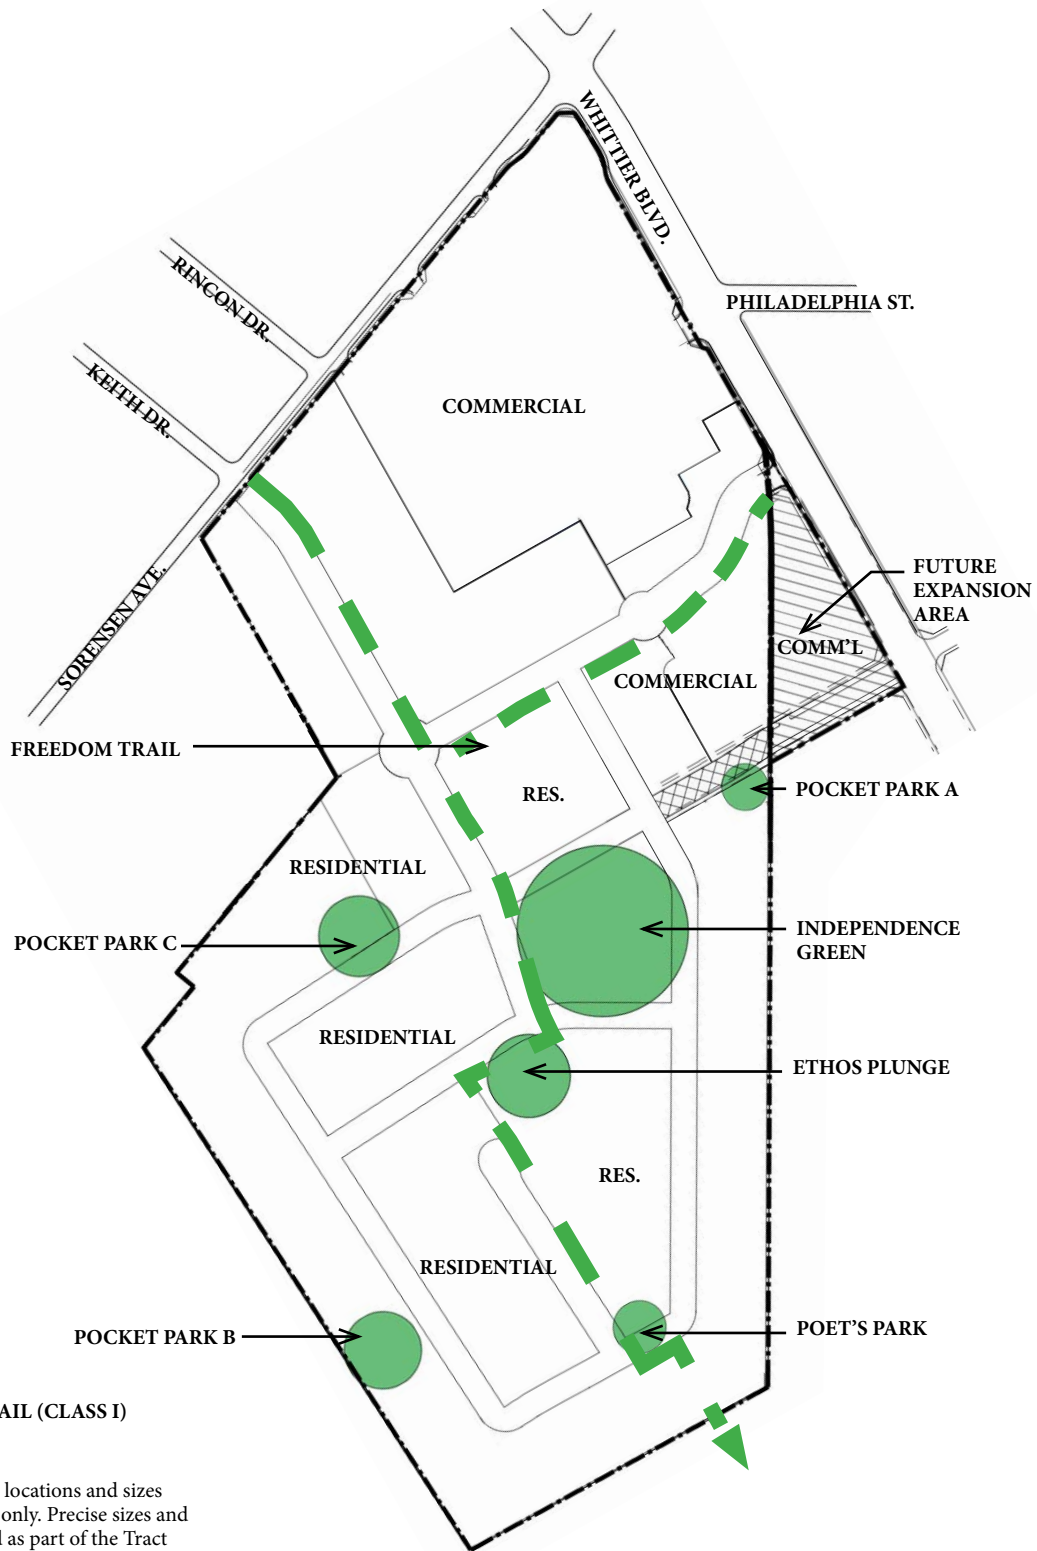 WHITTIER BLVD.
RINCON DR.
PHILADELPHIA ST.
KEITH DR.
COMMERCIAL
SORENSEN AVE.
FUTURE
EXPANSION
AREA
COMM'L
COMMERCIAL
FREEDOM TRAIL
RES.
POCKET PARK A
RESIDENTIAL
POCKET PARK C
INDEPENDENCE
GREEN
RESIDENTIAL
ETHOS PLUNGE
RES.
RESIDENTIAL
POCKET PARK B
POET'S PARK
AIL (CLASS I)
locations and sizes
only. Precise sizes and
as part of the Tract